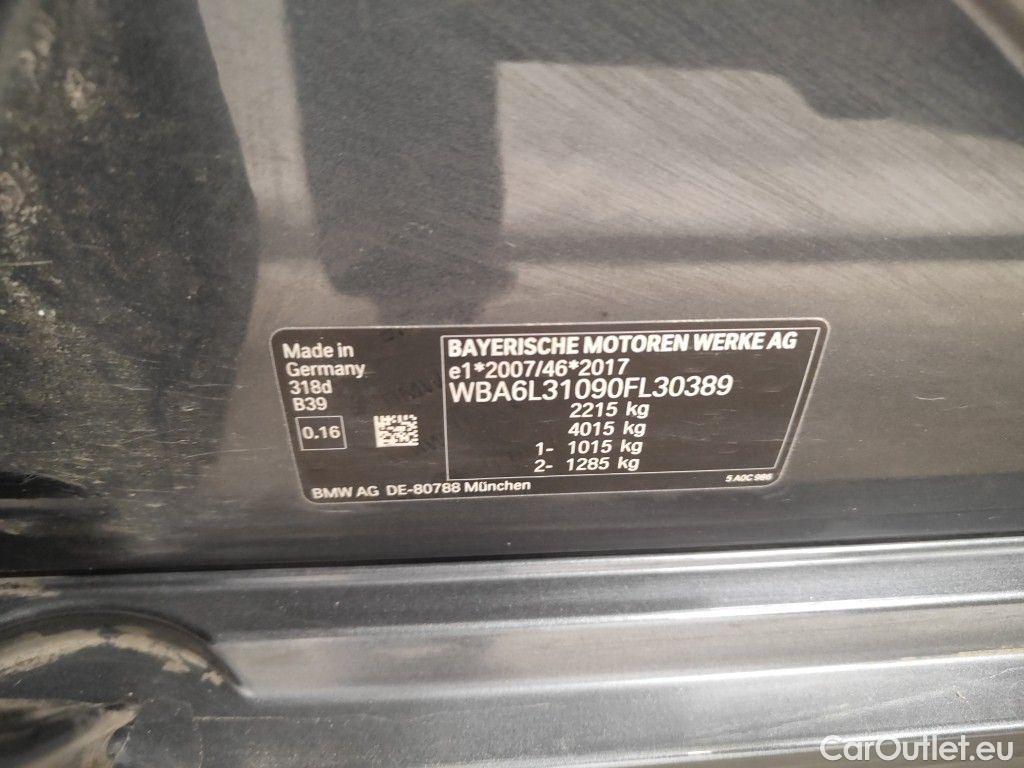 Made in
Germany
318d
B39
0.16
BAYERISCHE MOTOREN WERKE AG
e1*2007/46*2017
WBA6L31090FL30389
2215 kg
4015 kg
1- 1015 kg
2- 1285 kg
BMW AG DE-80788 München
5 A0C 986
CarOutlet.eu